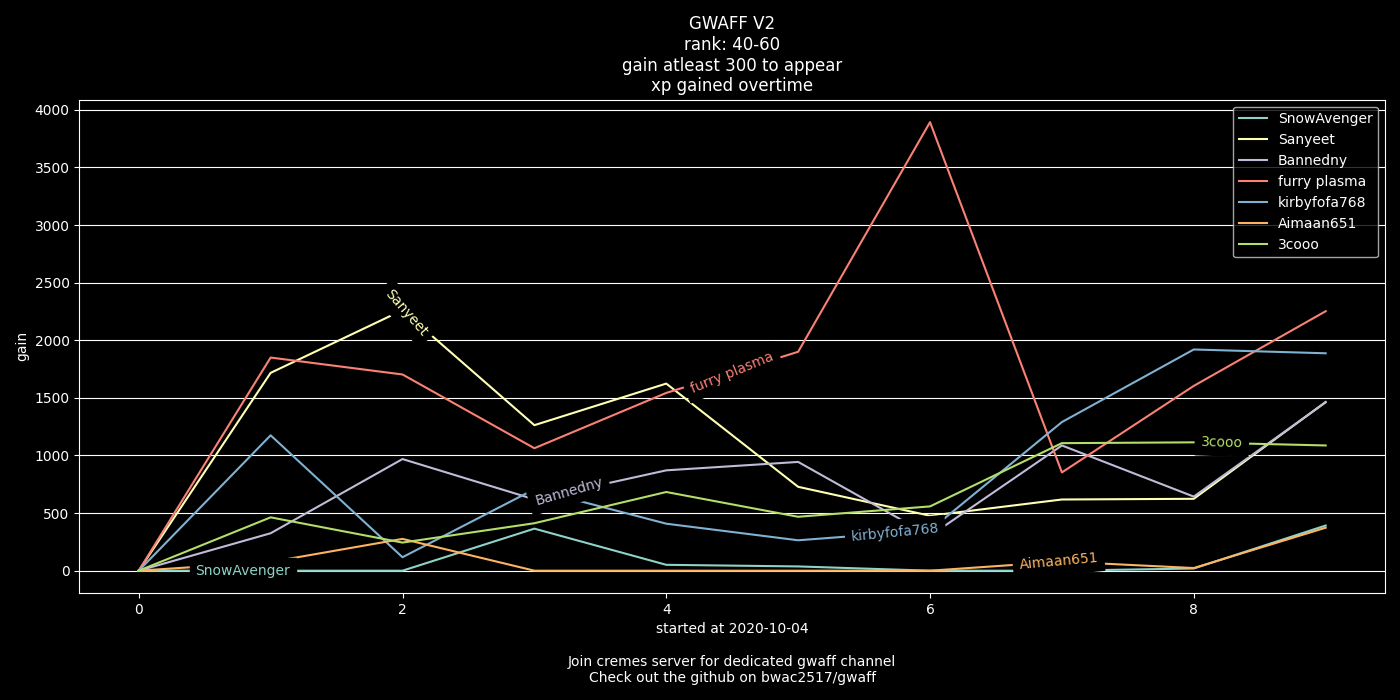 GWAFF V2
rank: 40-60
gain atleast 300 to appear
xp gained overtime
4000
3500
3000
2500
2000
1500
1000
500
0
gain
SnowAvenger
Sanyeet
Bannedny
furry plasma
kirbyfofa768
Aimaan651
3cooo
Sanyeet
furry plasma
3cooo
Bannedny
kirbyfofa768
Aimaan651
SnowAvenger
0 2 4 6 8
started at 2020-10-04
Join cremes server for dedicated gwaff channel
Check out the github on bwac2517/gwaff